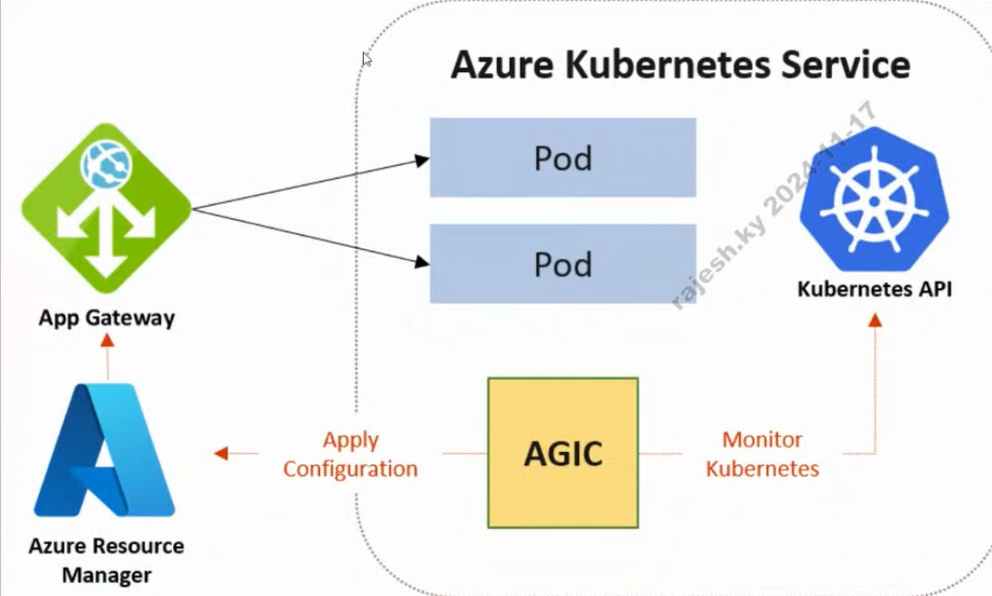 Azure Kubernetes Service
Pod
Pod
rajesh.ky 2024-11-17
Kubernetes API
App Gateway
Apply
Configuration
AGIC
Monitor
Kubernetes
Azure Resource
Manager